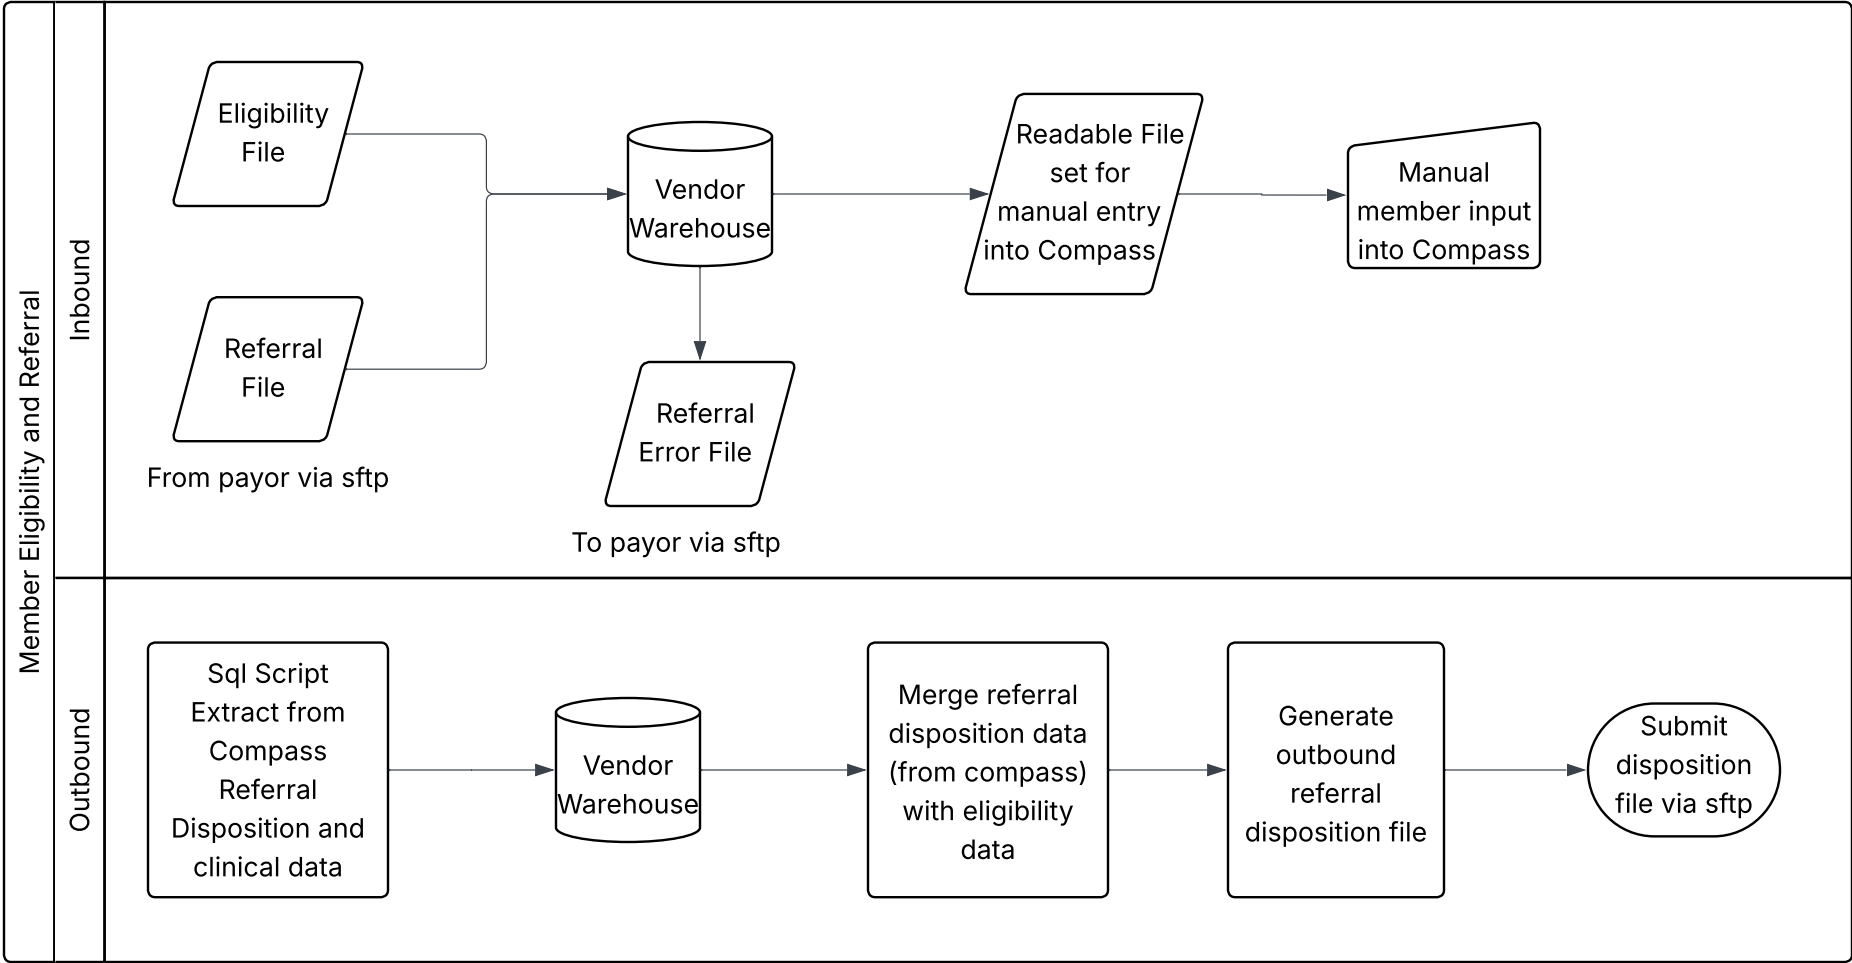 Member Eligibility and Referral
Inbound
Eligibility
File
Referral
File
From payor via sftp
Vendor
Warehouse
Referral
Error File
To payor via sftp
Readable File
set for
manual entry
into Compass
Manual
member input
into Compass
Outbound
Sql Script
Extract from
Compass
Referral
Disposition and
clinical data
Vendor
Warehouse
Merge referral
disposition data
(from compass)
with eligibility
data
Generate
outbound
referral
disposition file
Submit
disposition
file via sftp